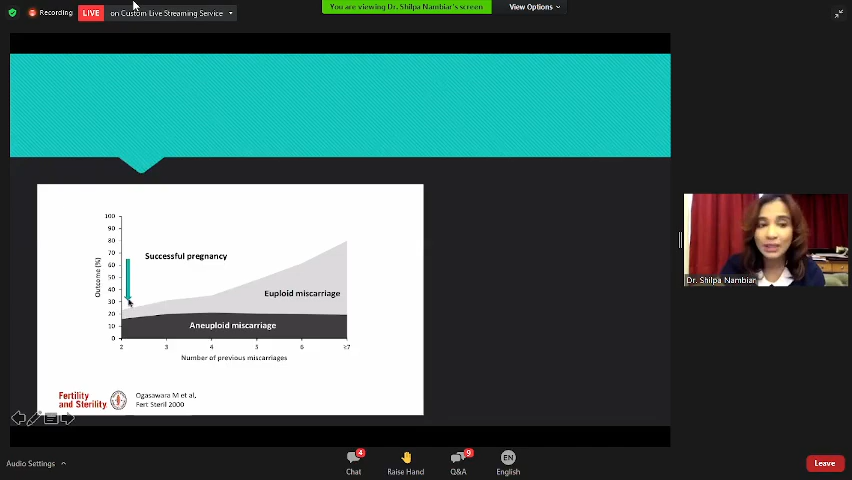 Recording
LIVE
on Custom Live Streaming Service
You are viewing Dr. Shilpa Nambiar's screen
View Options
100
90
80
70
60
50
40
30
20
10
0
Outcome (%)
Successful pregnancy
Euploid miscarriage
Aneuploid miscarriage
2
3
4
5
6
≥7
Number of previous miscarriages
Fertility
and Sterility
Ogasawara M et al,
Fert Steril 2000
Dr. Shilpa Nambiar
Audio Settings
4
Chat
Raise Hand
9
Q&A
EN
English
Leave